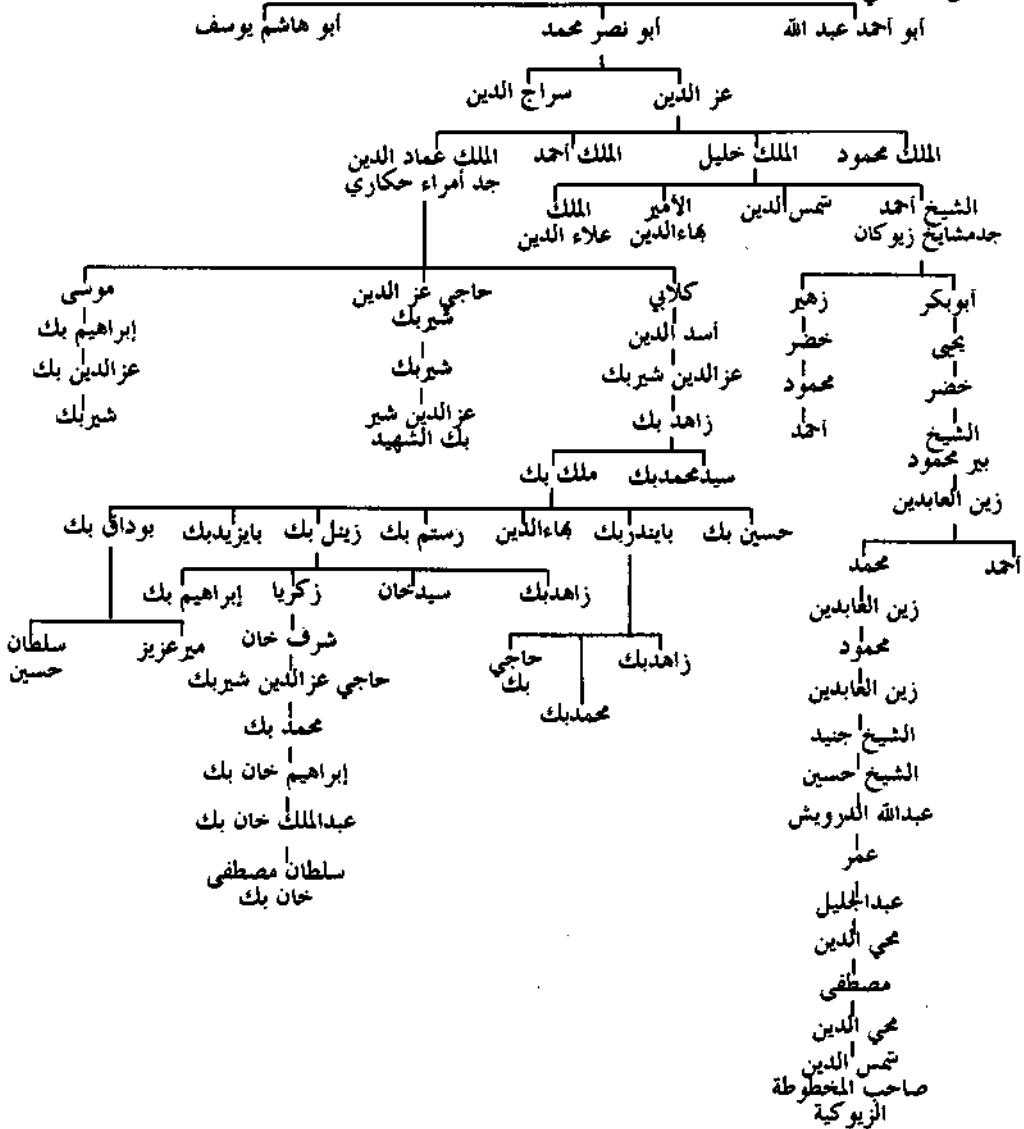 أبو أحمد عبد الله أبو نصر محمد أبو هاشم يوسف
عز الدين سراج الدين
الملك محمود الملك خليل الملك أحمد الملك عماد الدين
جد أمراء حكاري
الشيخ أحمد شمس الدين الأمير الملك
جدمشايخ زيوكان بهاءالدين علاء الدين
أبوبكر زهير كلابي حاجي عز الدين موسى
شيربك
يحيى خضر أسد الدين شيربك إبراهيم بك
خضر محمود عزالدين شيربك عزالدين شير عزالدين بك
الشيخ أحمد زاهد بك بك الشهيد شيربك
بير محمود
زين العابدين سيدمحمدبك ملك بك
حسين بك بايندربك بهاءالدين رستم بك زينل بك بايزيدبك بوداق بك
أحمد محمد
زاهدبك سيدخان زكريا إبراهيم بك
زين العابدين
شرف خان ميرعزيز سلطان
حسين
محمود
زاهدبك حاجي
بك
حاجي عزالدين شيربك
زين العابدين
محمدبك
محمد بك
الشيخ جنيد
إبراهيم خان بك
الشيخ حسين
عبدالملك خان بك
عبدالله الدرويش
سلطان مصطفى
خان بك
عمر
عبدالجليل
محي الدين
مصطفى
محي الدين
شمس الدين
صاحب المخطوطة
الزيوكية